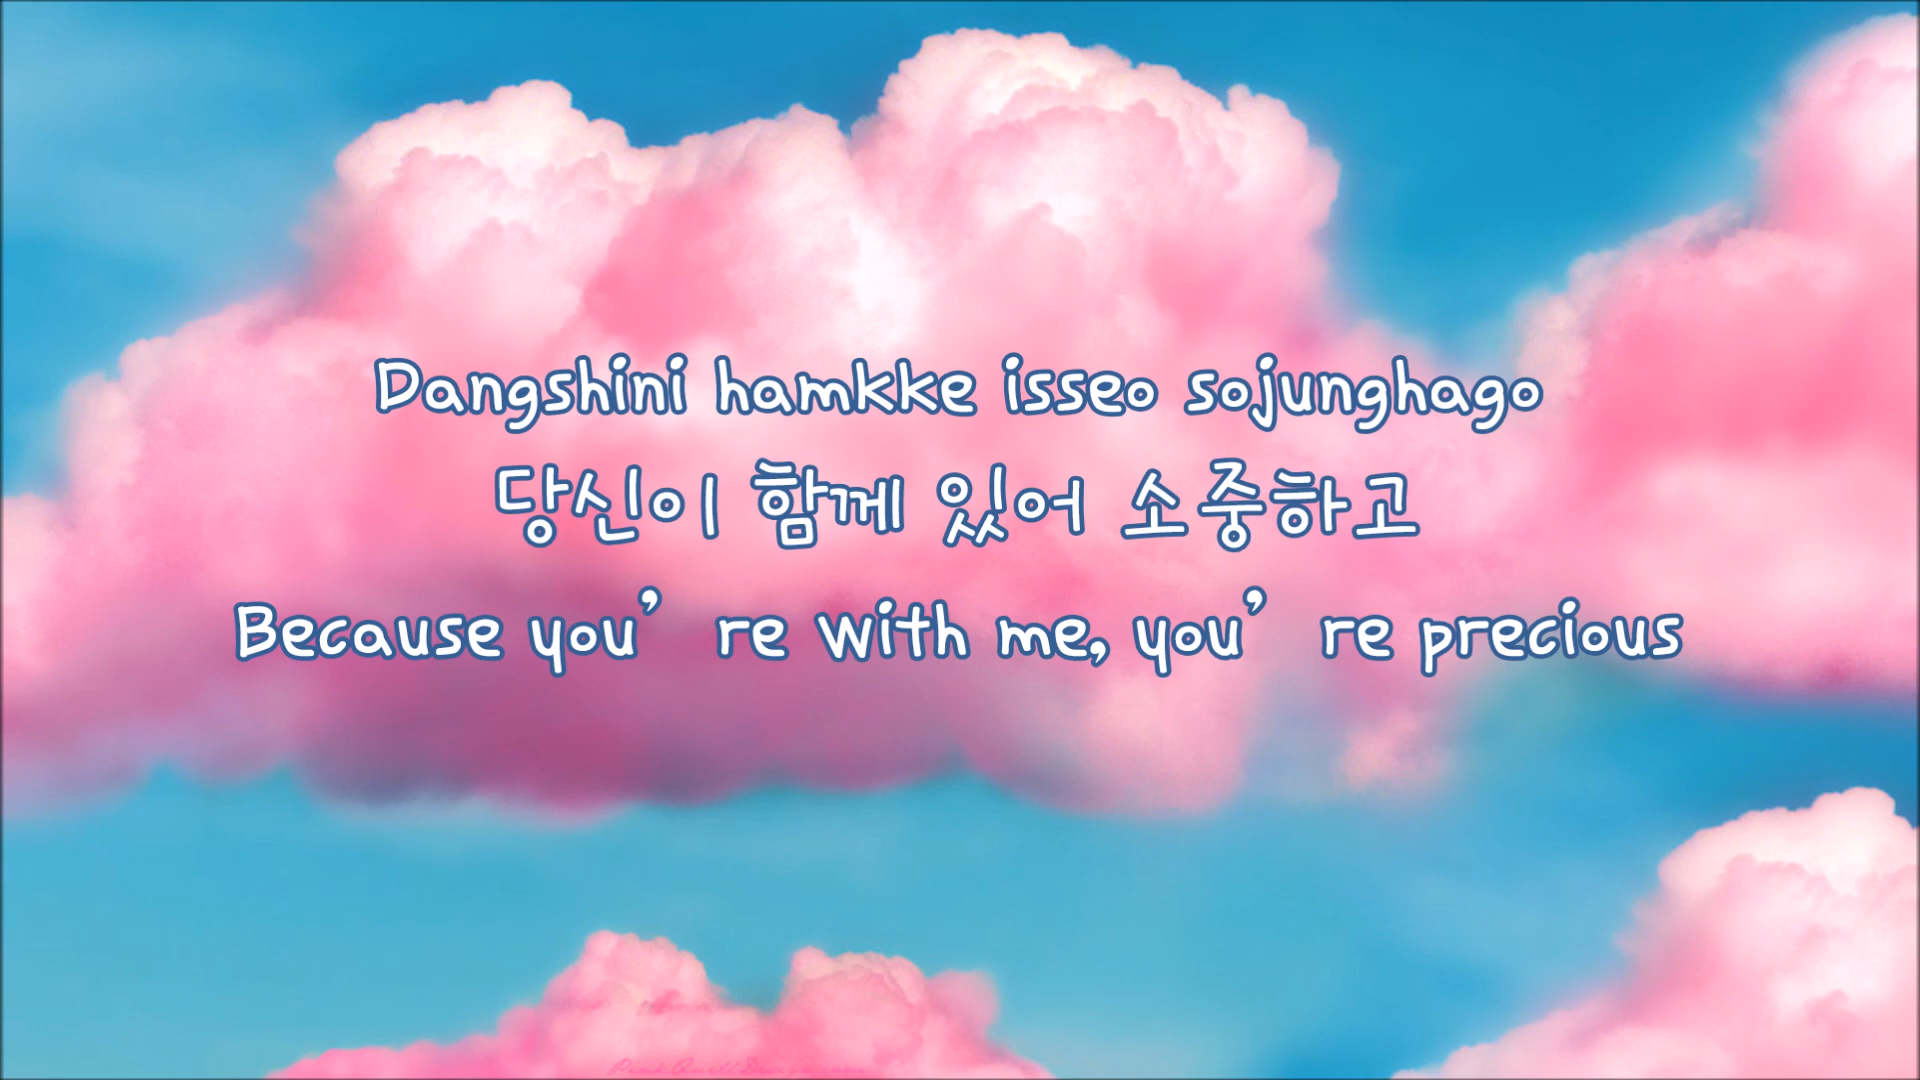 Dangshini hamkke isseo sojunghago
당신이 함께 있어 소중하고
Because you’re with me, you’re precious